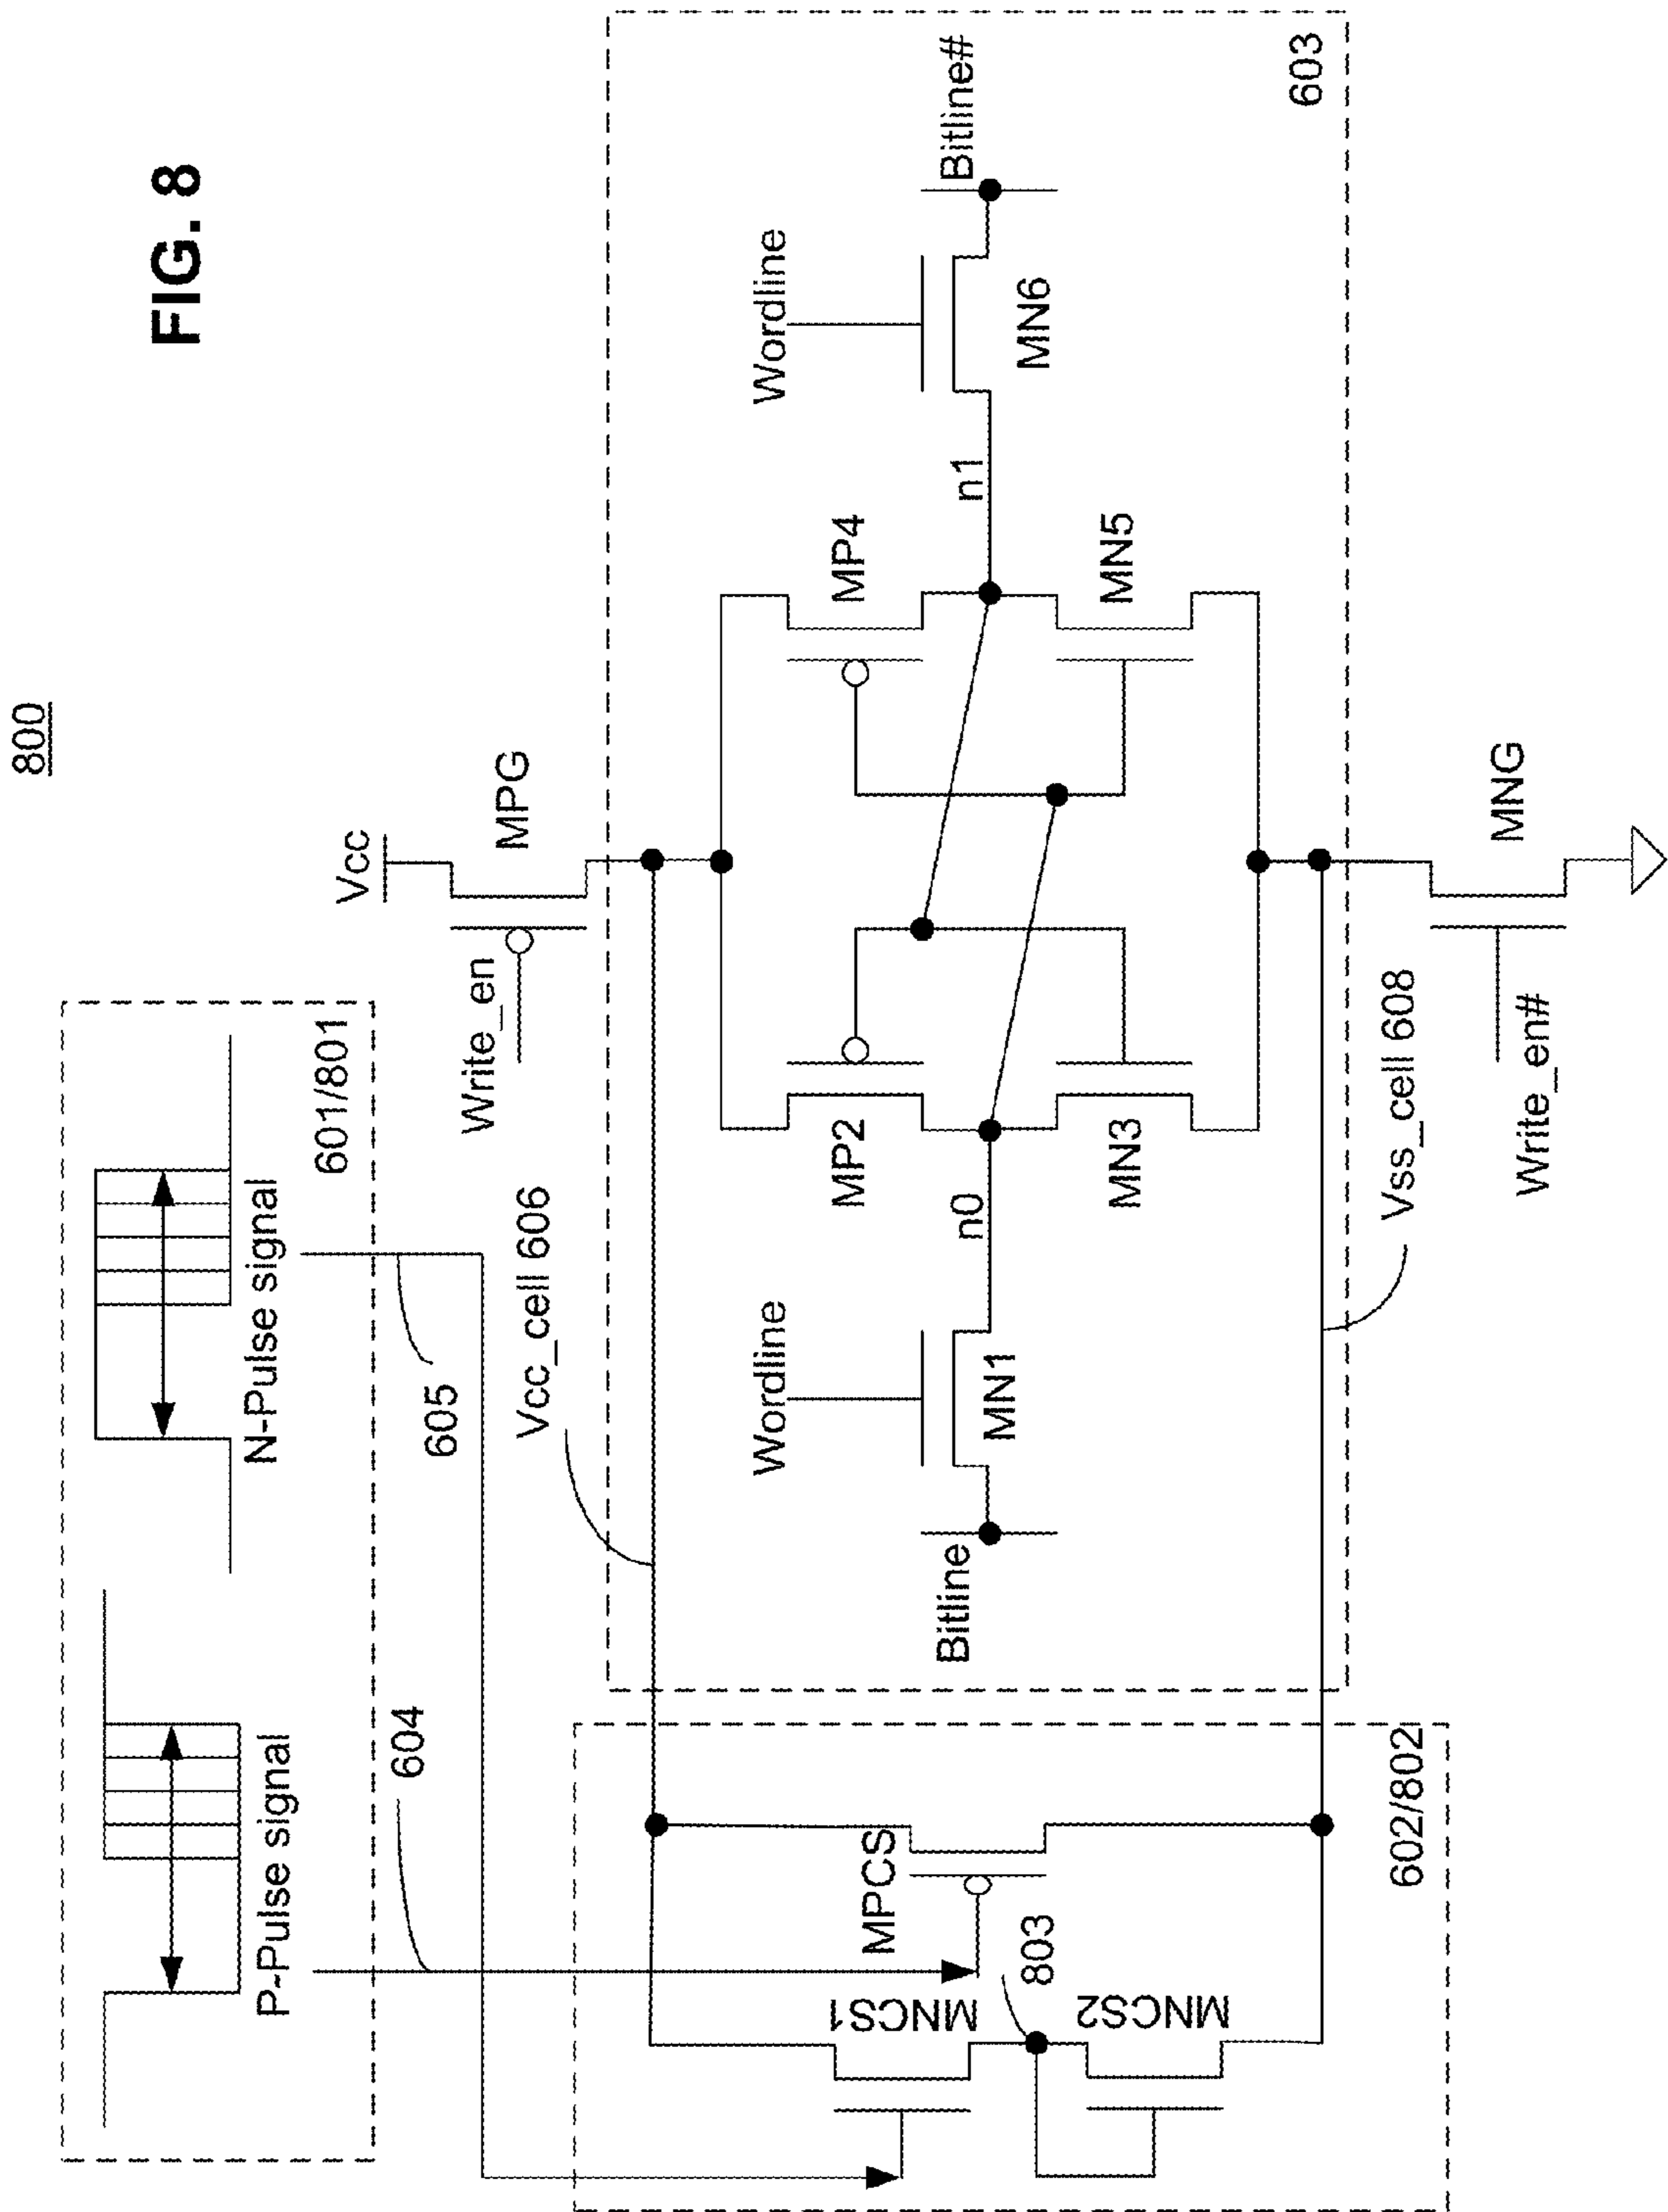 800
FIG. 8
P-Pulse signal
N-Pulse signal
601/801
604
605
Vcc
Write_en
MPG
Vcc_cell 606
Wordline
Wordline
Bitline
Bitline#
MN1
n0
MP2
MP4
n1
MN6
MN3
MN5
603
MPCS
MNCS1
803
MNCS2
602/802
Vss_cell 608
Write_en#
MNG